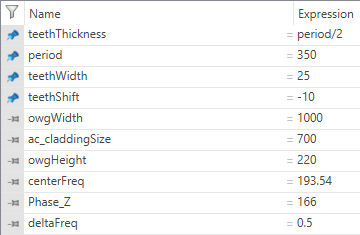 Name Expression
teethThickness = period/2
period = 350
teethWidth = 25
teethShift = -10
owgWidth = 1000
ac_claddingSize = 700
owgHeight = 220
centerFreq = 193.54
Phase_Z = 166
deltaFreq = 0.5